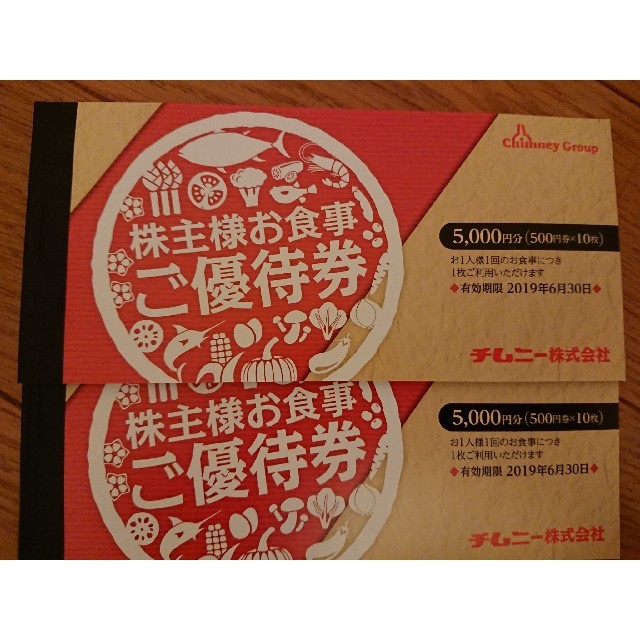 Chimney Group
株主様お食事
ご優待券
5,000円分(500円券×10枚)
お1人様1回のお食事につき
1枚ご利用いただけます
◆有効期限 2019年6月30日◆
チムニー株式会社
株主様お食事
ご優待券
5,000円分(500円券×10枚)
お1人様1回のお食事につき
1枚ご利用いただけます
◆有効期限 2019年6月30日◆
チムニー株式会社